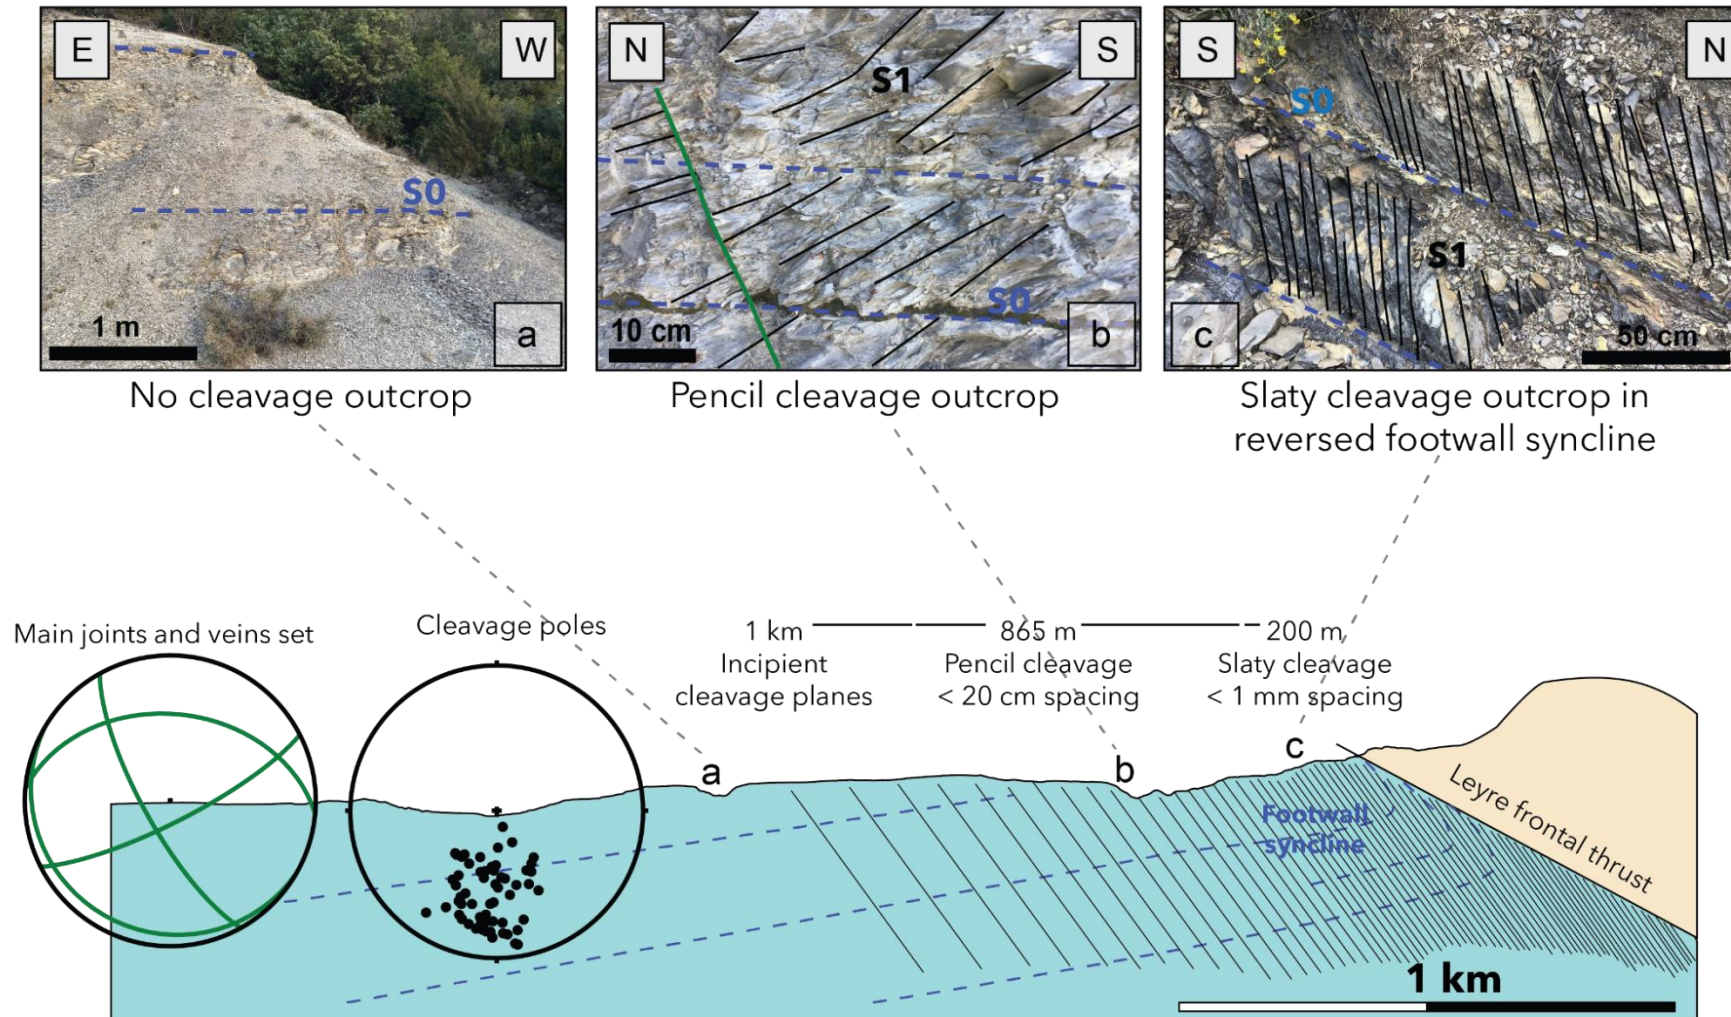 E
W
S0
1 m
a
N
S
S1
S0
10 cm
b
S
N
S0
S1
c
50 cm
No cleavage outcrop
Pencil cleavage outcrop
Slaty cleavage outcrop in
reversed footwall syncline
Main joints and veins set
Cleavage poles
1 km
865 m
200 m
Incipient
cleavage planes
Pencil cleavage
< 20 cm spacing
Slaty cleavage
< 1 mm spacing
a
b
c
Footwall
syncline
Leyre frontal thrust
1 km